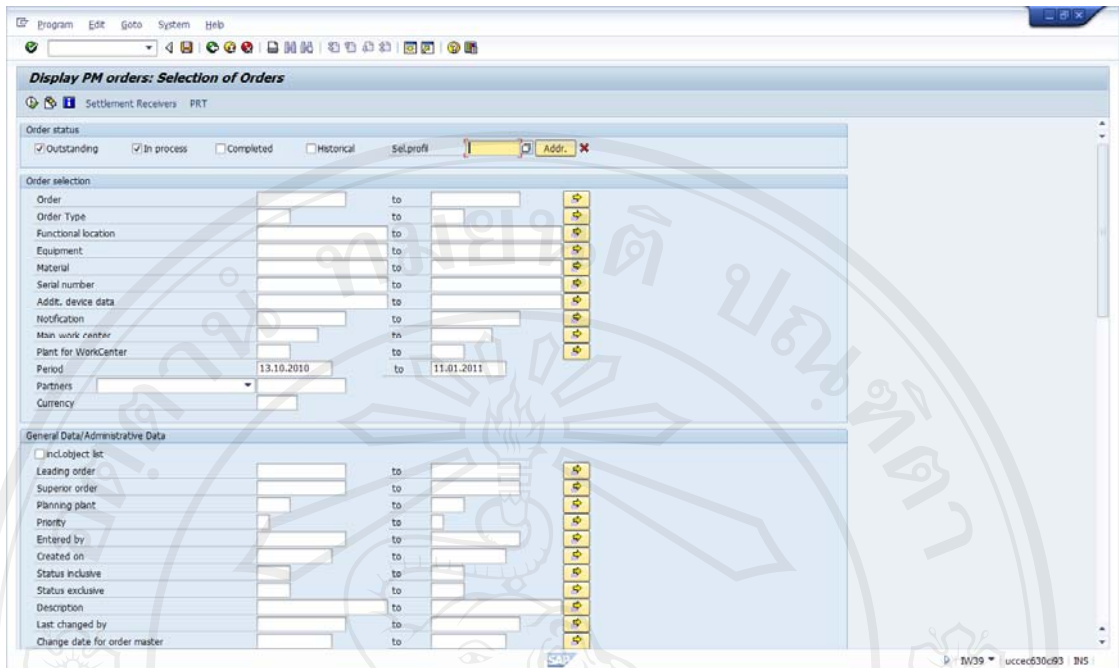 Program Edit Goto System Help
Display PM orders: Selection of Orders
Settlement Receivers PRT
Order status
Outstanding In process Completed Historical Sel.profil Addr.
Order selection
Order to
Order Type to
Functional location to
Equipment to
Material to
Serial number to
Addit. device data to
Notification to
Main work center to
Plant for WorkCenter to
Period 13.10.2010 to 11.01.2011
Partners
Currency
General Data/Administrative Data
incl.object list
Leading order to
Superior order to
Planning plant to
Priority to
Entered by to
Created on to
Status inclusive to
Status exclusive to
Description to
Last changed by to
Change date for order master to
SAP IW39 uccec630ci93 INS